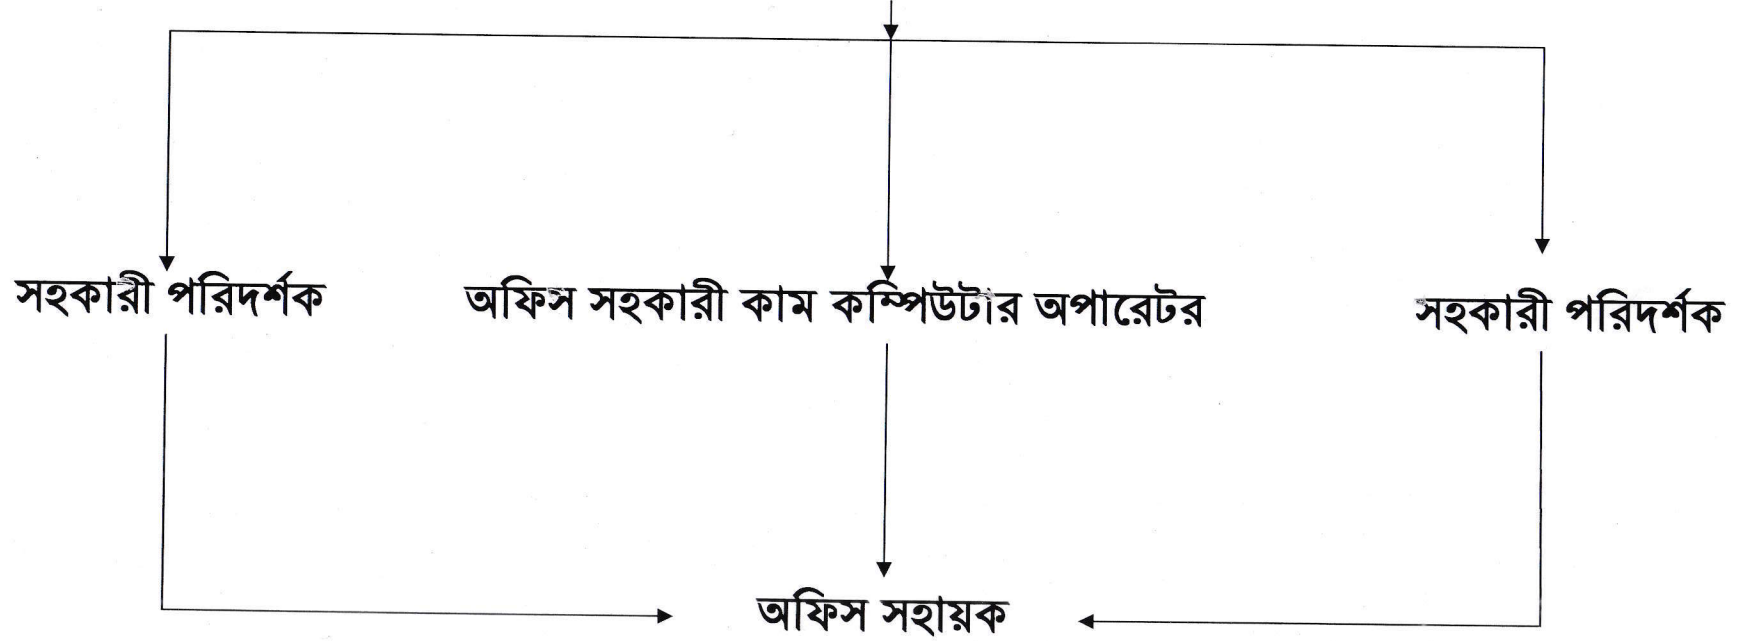 সহকারী পরিদর্শক
অফিস সহকারী কাম কম্পিউটার অপারেটর
সহকারী পরিদর্শক
অফিস সহায়ক